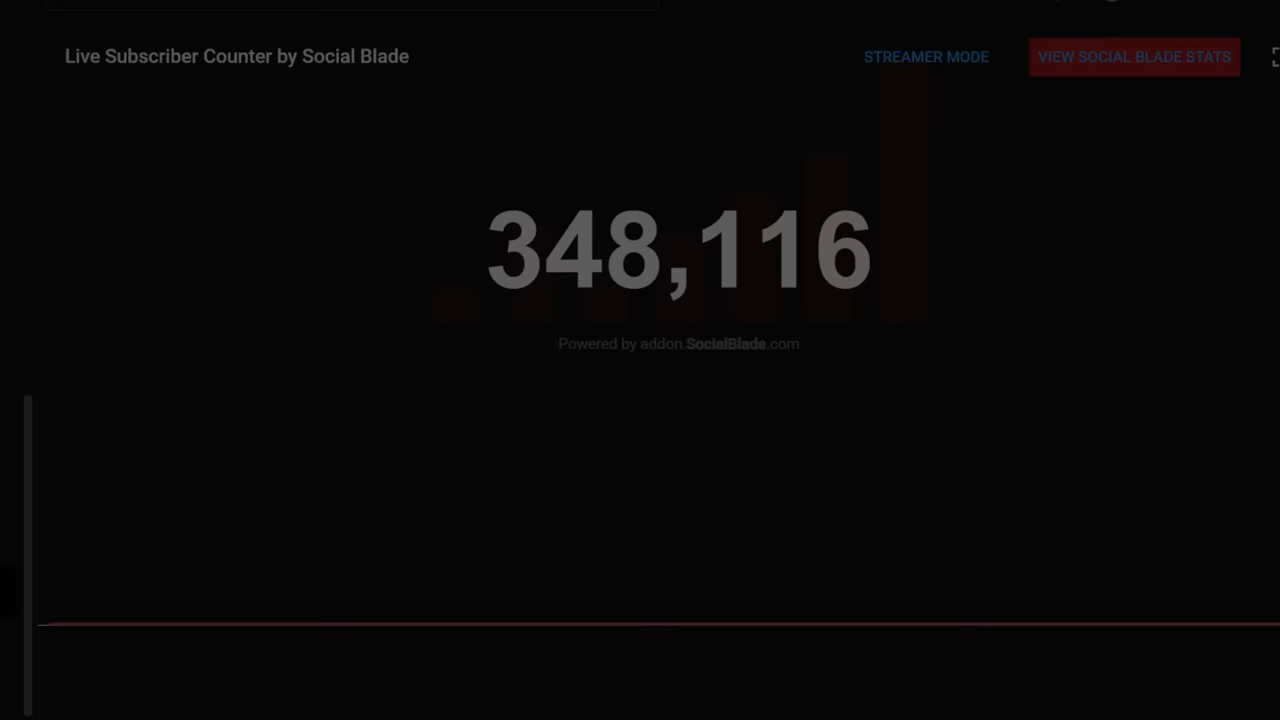 Live Subscriber Counter by Social Blade
STREAMER MODE
VIEW SOCIAL BLADE STATS
348,116
Powered by addon.SocialBlade.com